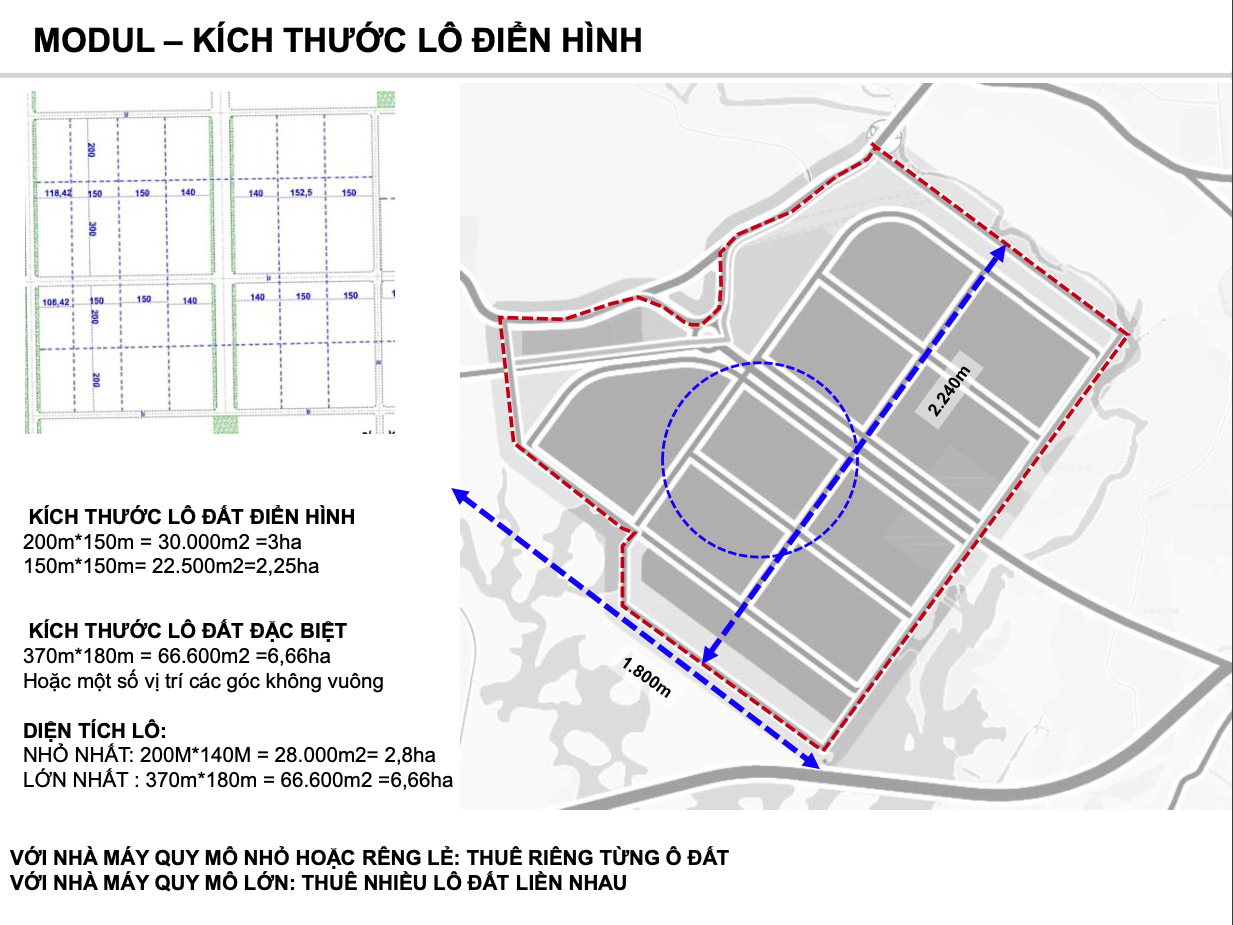 MODUL – KÍCH THƯỚC LÔ ĐIỂN HÌNH
200
118,42 150 150 140 140 152,5 150
300
108,42 150 150 140 140 150 150
200
200
2.240m
1.800m
KÍCH THƯỚC LÔ ĐẤT ĐIỂN HÌNH
200m*150m = 30.000m2 =3ha
150m*150m= 22.500m2=2,25ha
KÍCH THƯỚC LÔ ĐẤT ĐẶC BIỆT
370m*180m = 66.600m2 =6,66ha
Hoặc một số vị trí các góc không vuông
DIỆN TÍCH LÔ:
NHỎ NHẤT: 200M*140M = 28.000m2= 2,8ha
LỚN NHẤT : 370m*180m = 66.600m2 =6,66ha
VỚI NHÀ MÁY QUY MÔ NHỎ HOẶC RÊNG LẺ: THUÊ RIÊNG TỪNG Ô ĐẤT
VỚI NHÀ MÁY QUY MÔ LỚN: THUÊ NHIỀU LÔ ĐẤT LIỀN NHAU